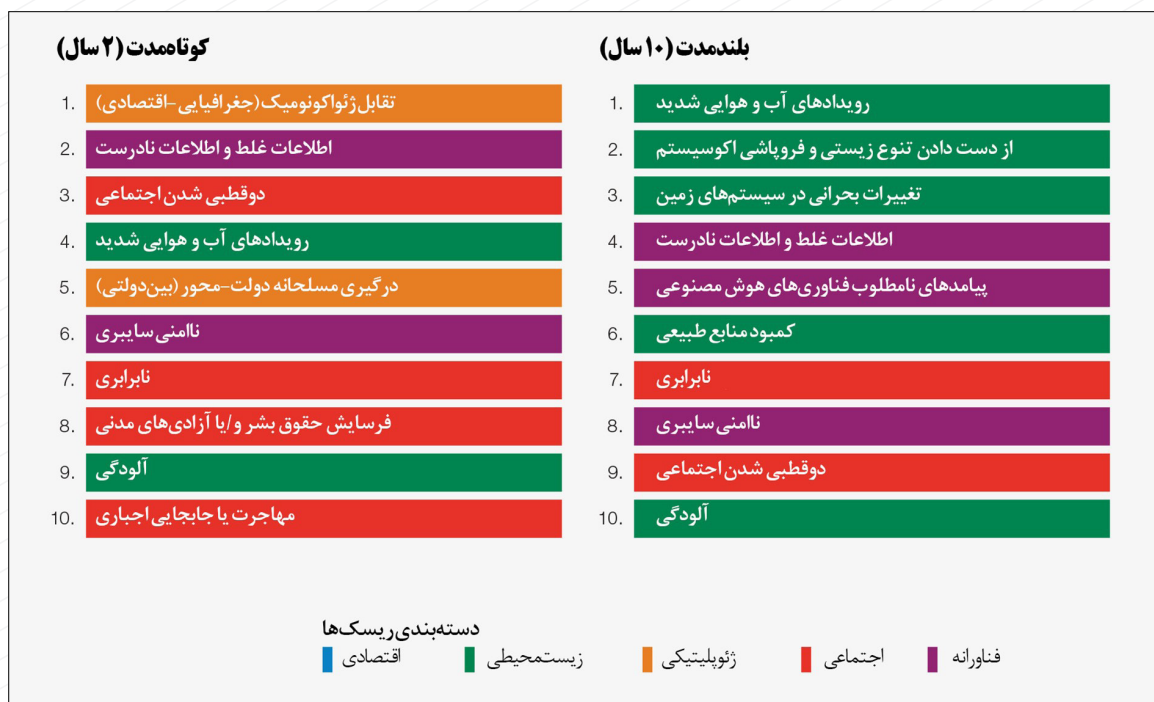 کوتاه‌مدت (۲ سال)
1. تقابل ژئواکونومیک (جغرافیایی-اقتصادی)
2. اطلاعات غلط و اطلاعات نادرست
3. دوقطبی شدن اجتماعی
4. رویدادهای آب و هوایی شدید
5. درگیری مسلحانه دولت-محور (بین‌دولتی)
6. ناامنی سایبری
7. نابرابری
8. فرسایش حقوق بشر و/یا آزادی‌های مدنی
9. آلودگی
10. مهاجرت یا جابجایی اجباری
بلندمدت (۱۰ سال)
1. رویدادهای آب و هوایی شدید
2. از دست دادن تنوع زیستی و فروپاشی اکوسیستم
3. تغییرات بحرانی در سیستم‌های زمین
4. اطلاعات غلط و اطلاعات نادرست
5. پیامدهای نامطلوب فناوری‌های هوش مصنوعی
6. کمبود منابع طبیعی
7. نابرابری
8. ناامنی سایبری
9. دوقطبی شدن اجتماعی
10. آلودگی
دسته‌بندی ریسک‌ها
اقتصادی
زیست‌محیطی
ژئوپلیتیکی
اجتماعی
فناورانه